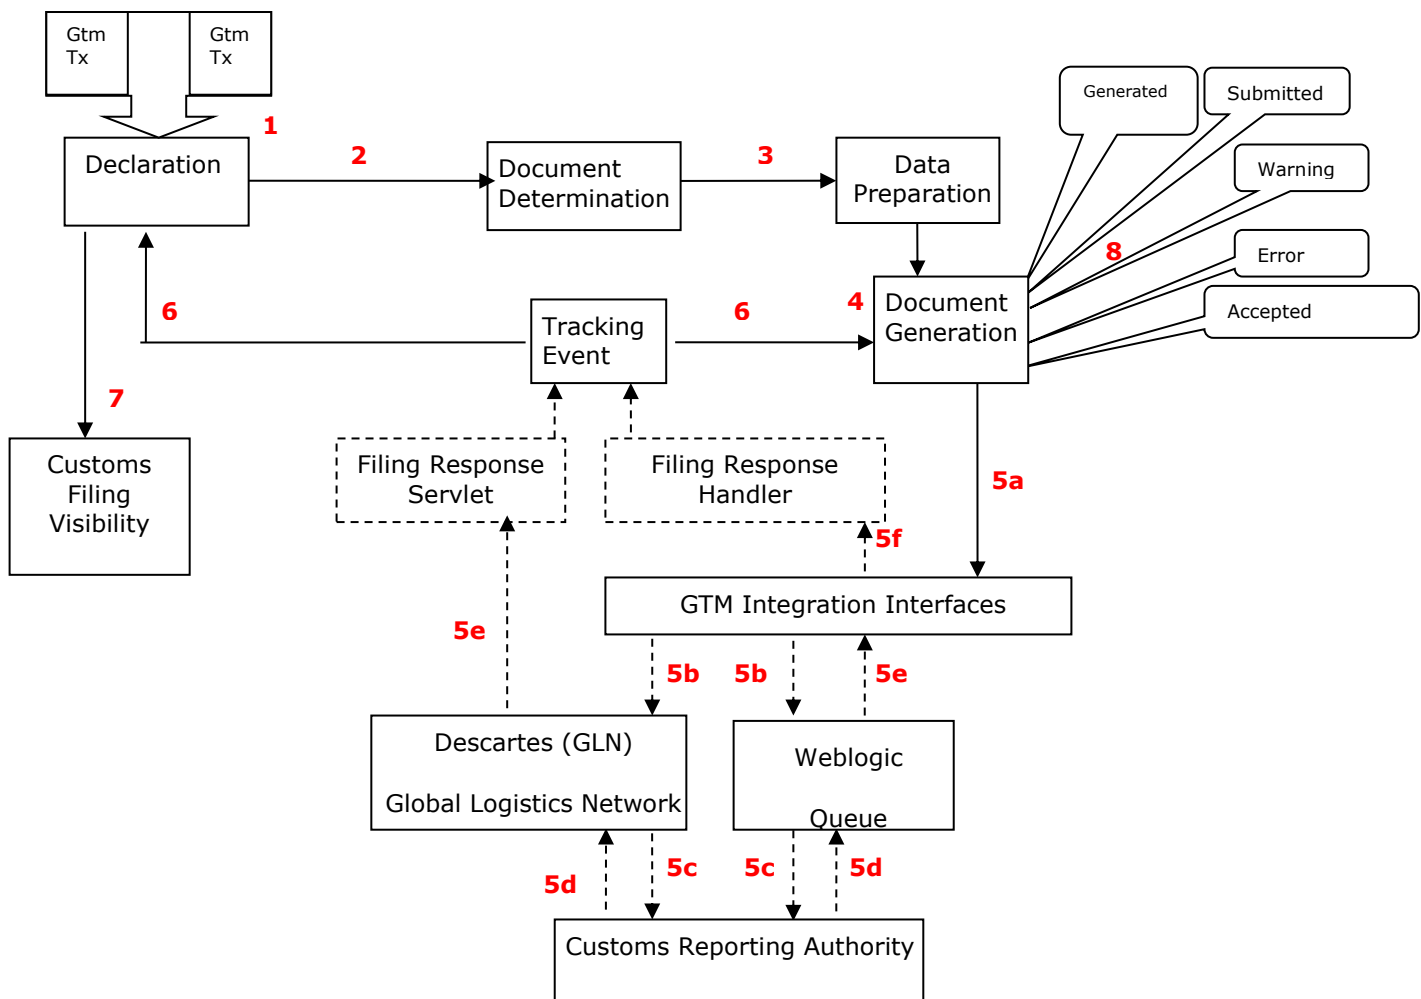 Gtm
Tx
Gtm
Tx
1
Declaration
2
Document
Determination
3
Data
Preparation
Generated
Submitted
Warning
8
Error
Accepted
4
Document
Generation
6
Tracking
Event
6
7
Customs
Filing
Visibility
Filing Response
Servlet
Filing Response
Handler
5a
5f
GTM Integration Interfaces
5e
5b
5b
5e
Descartes (GLN)
Global Logistics Network
Weblogic
Queue
5d
5c
5c
5d
Customs Reporting Authority